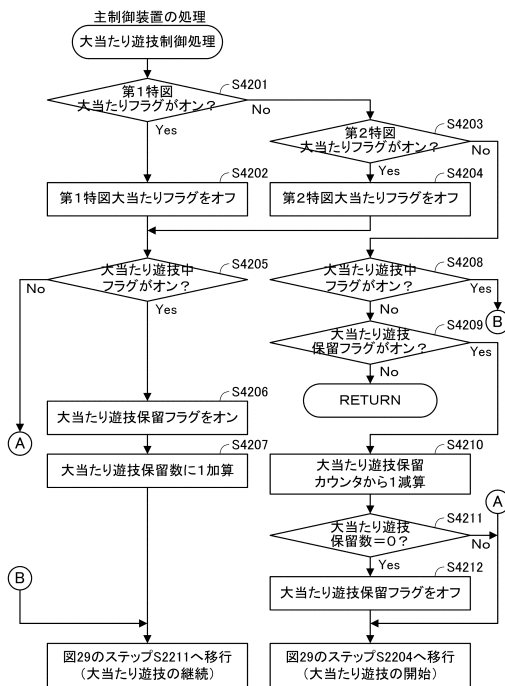 主制御装置の処理
大当たり遊技制御処理
S4201
第1特図
大当たりフラグがオン？
No
Yes
S4203
第2特図
大当たりフラグがオン？
No
Yes
S4202
第1特図大当たりフラグをオフ
S4204
第2特図大当たりフラグをオフ
S4205
大当たり遊技中
フラグがオン？
No
Yes
S4208
大当たり遊技中
フラグがオン？
Yes
No
B
S4209
大当たり遊技
保留フラグがオン？
Yes
No
RETURN
S4206
大当たり遊技保留フラグをオン
A
S4207
大当たり遊技保留数に1加算
S4210
大当たり遊技保留
カウンタから1減算
A
S4211
大当たり遊技
保留数＝0？
No
Yes
S4212
大当たり遊技保留フラグをオフ
B
図29のステップS2211へ移行
（大当たり遊技の継続）
図29のステップS2204へ移行
（大当たり遊技の開始）